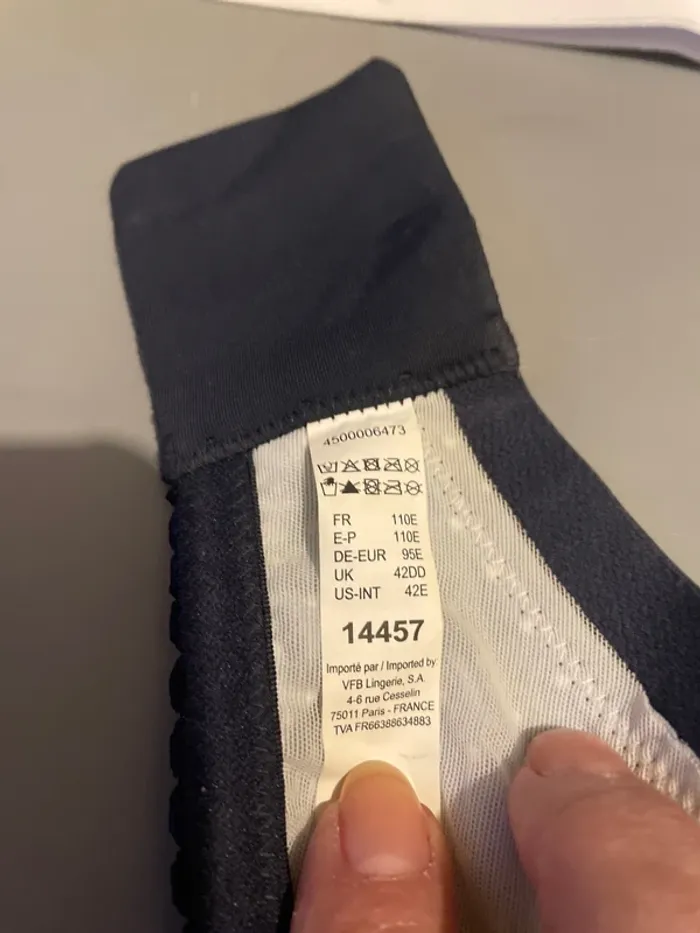 4500006473
FR 110E
E-P 110E
DE-EUR 95E
UK 42DD
US-INT 42E
14457
Importé par / Imported by:
VFB Lingerie, S.A.
4-6 rue Cesselin
75011 Paris - FRANCE
TVA FR66388634883